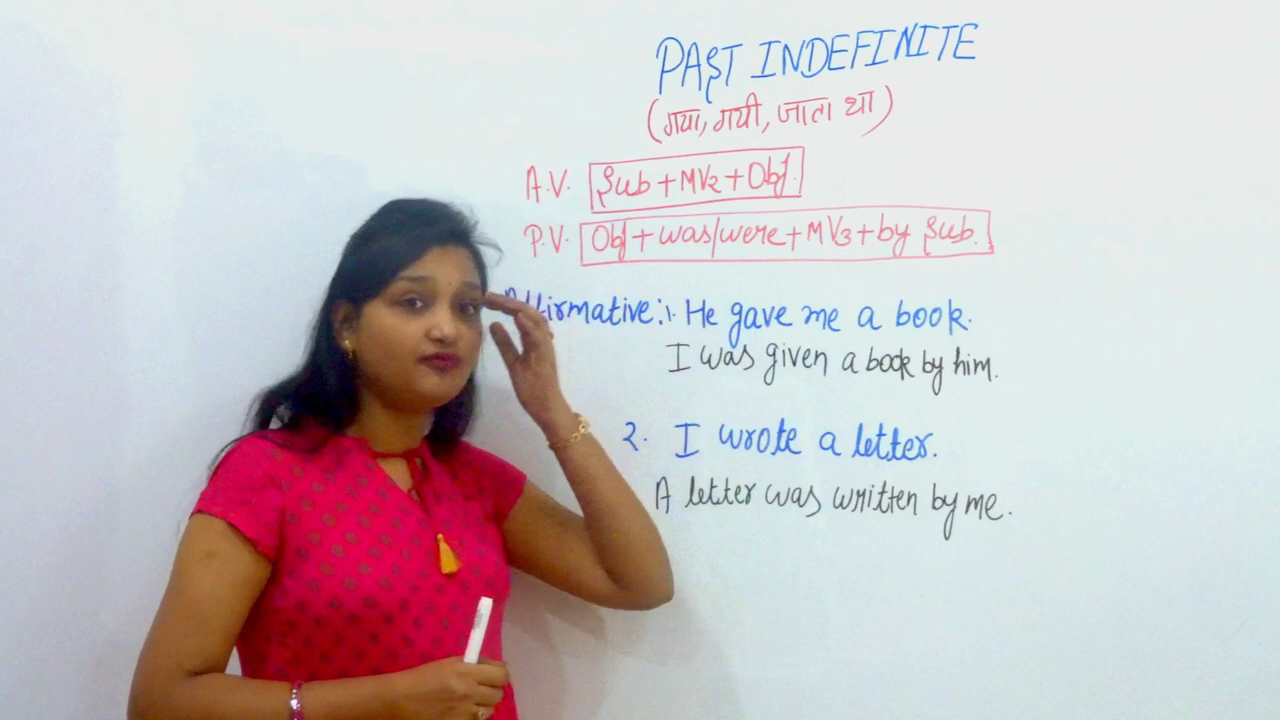 PAST INDEFINITE
(गया, गयी, जाता था)
A.V. Sub + MV2 + Obj.
P.V. Obj + was/were + MV3 + by Sub.
Affirmative:1. He gave me a book.
I was given a book by him.
2. I wrote a letter.
A letter was written by me.